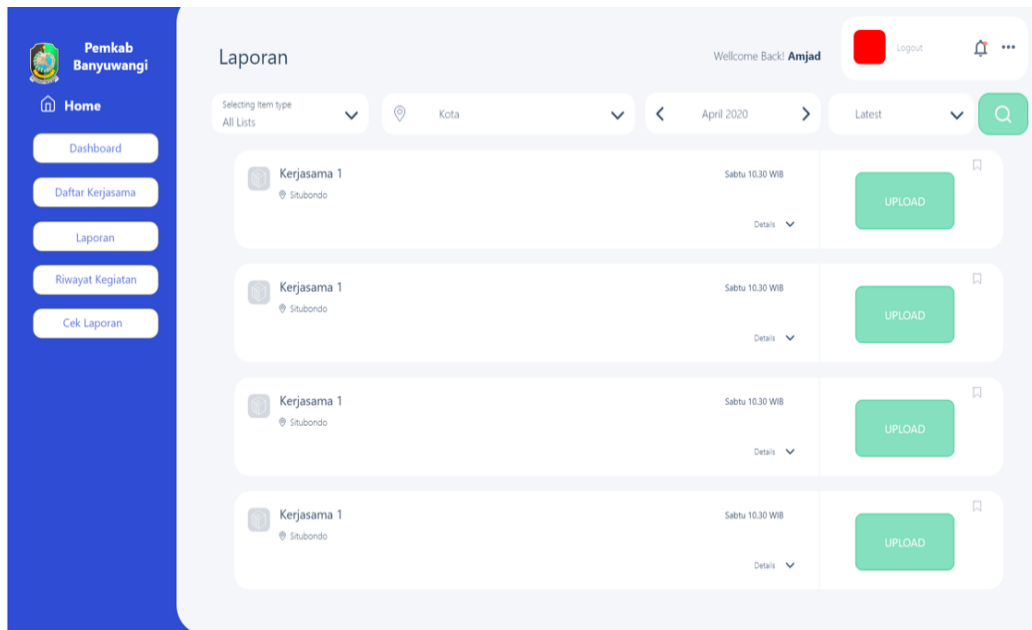 Pemkab
Banyuwangi
Home
Dashboard
Daftar Kerjasama
Laporan
Riwayat Kegiatan
Cek Laporan
Laporan
Wellcome Back! Amjad
Logout
Selecting Item type
All Lists
Kota
April 2020
Latest
Kerjasama 1
Situbondo
Sabtu 10.30 WIB
Details
UPLOAD
Kerjasama 1
Situbondo
Sabtu 10.30 WIB
Details
UPLOAD
Kerjasama 1
Situbondo
Sabtu 10.30 WIB
Details
UPLOAD
Kerjasama 1
Situbondo
Sabtu 10.30 WIB
Details
UPLOAD